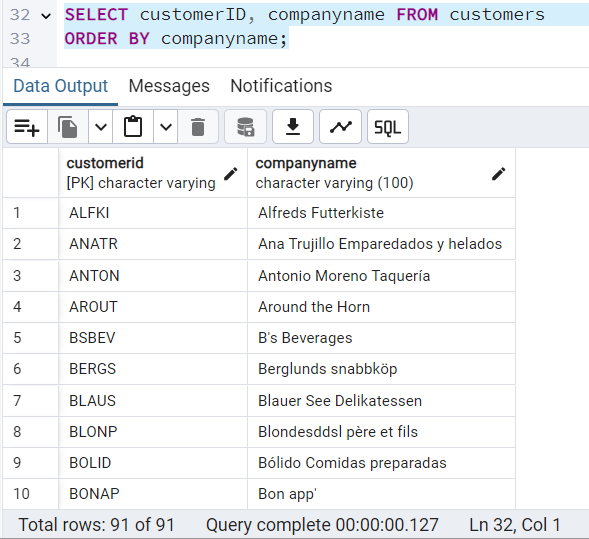 32 SELECT customerID, companyname FROM customers
33 ORDER BY companyname;
34
Data Output Messages Notifications
SQL
customerid companyname
[PK] character varying character varying (100)
1 ALFKI Alfreds Futterkiste
2 ANATR Ana Trujillo Emparedados y helados
3 ANTON Antonio Moreno Taquería
4 AROUT Around the Horn
5 BSBEV B's Beverages
6 BERGS Berglunds snabbköp
7 BLAUS Blauer See Delikatessen
8 BLONP Blondesddsl père et fils
9 BOLID Bólido Comidas preparadas
10 BONAP Bon app'
Total rows: 91 of 91 Query complete 00:00:00.127 Ln 32, Col 1